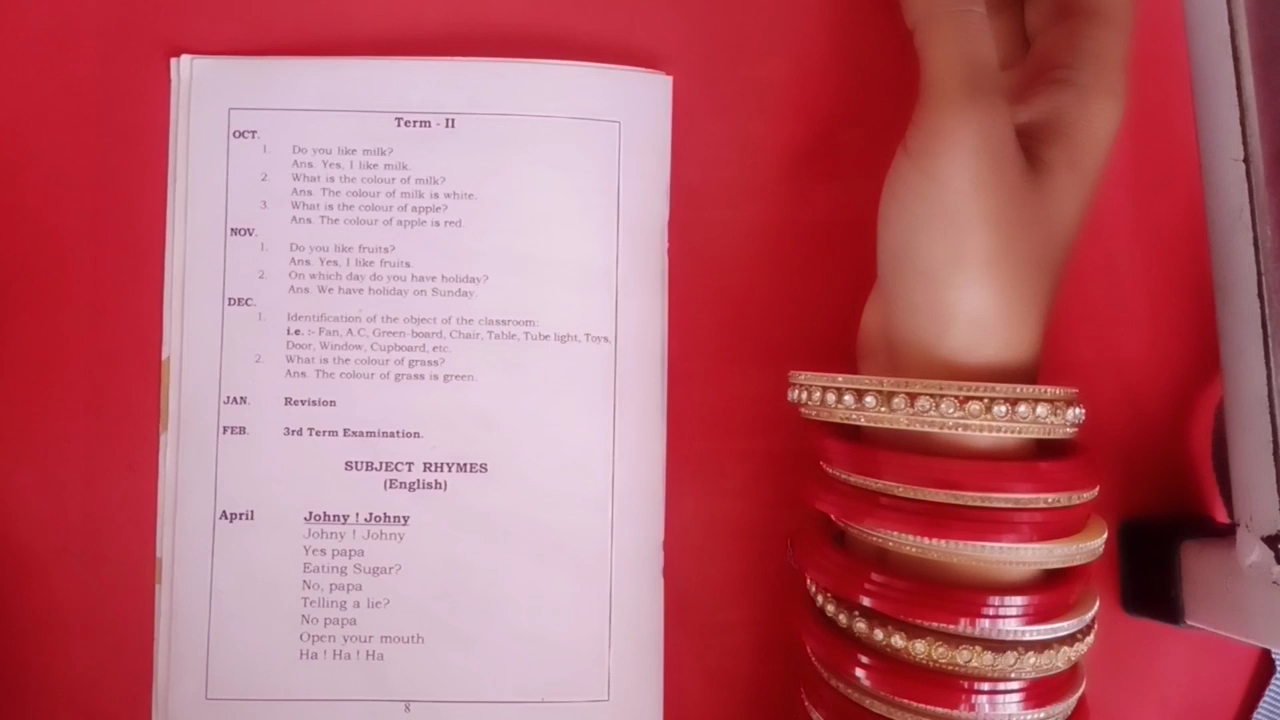 Term - II
OCT.
1. Do you like milk?
Ans. Yes, I like milk.
2. What is the colour of milk?
Ans. The colour of milk is white.
3. What is the colour of apple?
Ans. The colour of apple is red.
NOV.
1. Do you like fruits?
Ans. Yes, I like fruits.
2. On which day do you have holiday?
Ans. We have holiday on Sunday.
DEC.
1. Identification of the object of the classroom:
i.e. :- Fan, A.C, Green-board, Chair, Table, Tube light, Toys,
Door, Window, Cupboard, etc.
2. What is the colour of grass?
Ans. The colour of grass is green.
JAN. Revision
FEB. 3rd Term Examination.
SUBJECT RHYMES
(English)
April Johny ! Johny
Johny ! Johny
Yes papa
Eating Sugar?
No, papa
Telling a lie?
No papa
Open your mouth
Ha ! Ha ! Ha
8